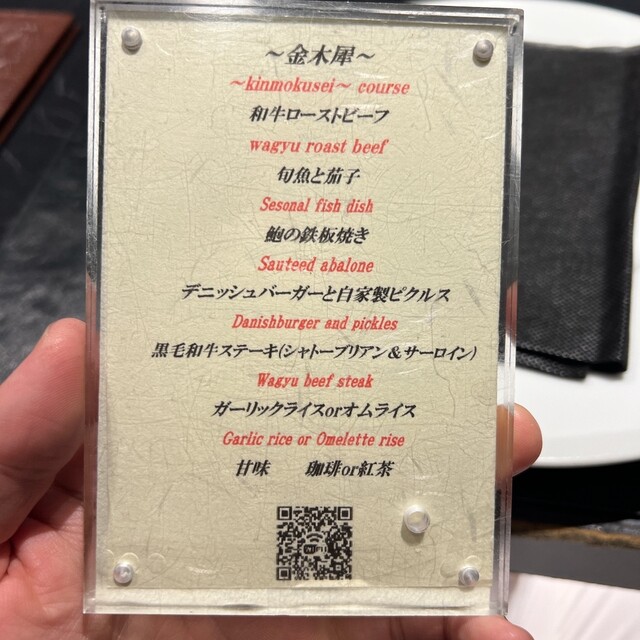 ～金木犀～
～kinmokusei～ course
和牛ローストビーフ
wagyu roast beef
旬魚と茄子
Sesonal fish dish
鮑の鉄板焼き
Sauteed abalone
デニッシュバーガーと自家製ピクルス
Danishburger and pickles
黒毛和牛ステーキ(シャトーブリアン＆サーロイン)
Wagyu beef steak
ガーリックライスorオムライス
Garlic rice or Omelette rise
甘味　　珈琲or紅茶
WiFi